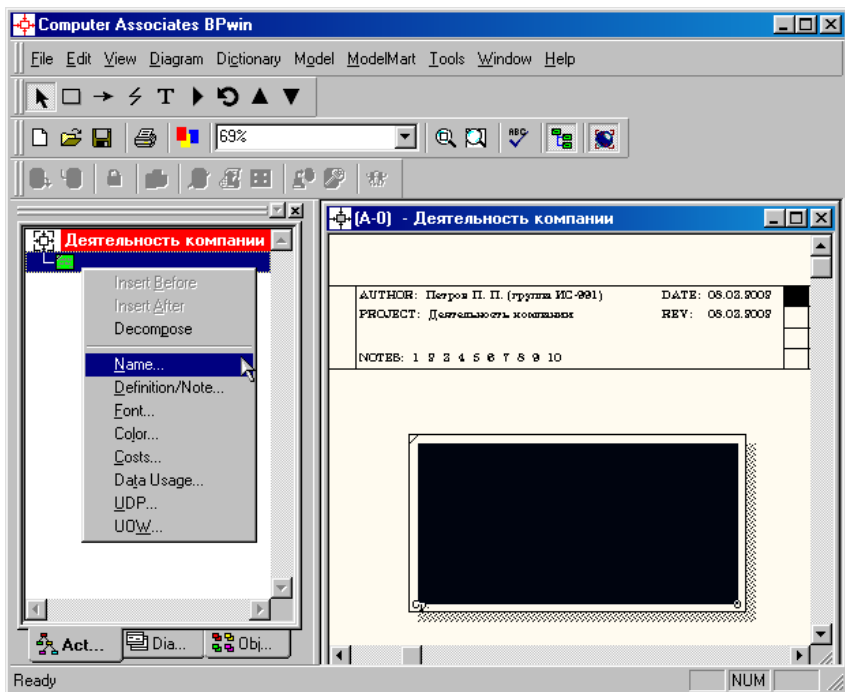 Computer Associates BPwin
File Edit View Diagram Dictionary Model ModelMart Tools Window Help
T
69%
ABC
Деятельность компании
Insert Before
Insert After
Decompose
Name...
Definition/Note...
Font...
Color...
Costs...
Data Usage...
UDP...
UOW...
Act... Dia... Obj...
(A-0) - Деятельность компании
AUTHOR: Петров П. П. (группа ИС-991) DATE: 08.02.2002
PROJECT: Деятельность компании REV: 08.02.2002
NOTES: 1 2 3 4 5 6 7 8 9 10
Ready NUM